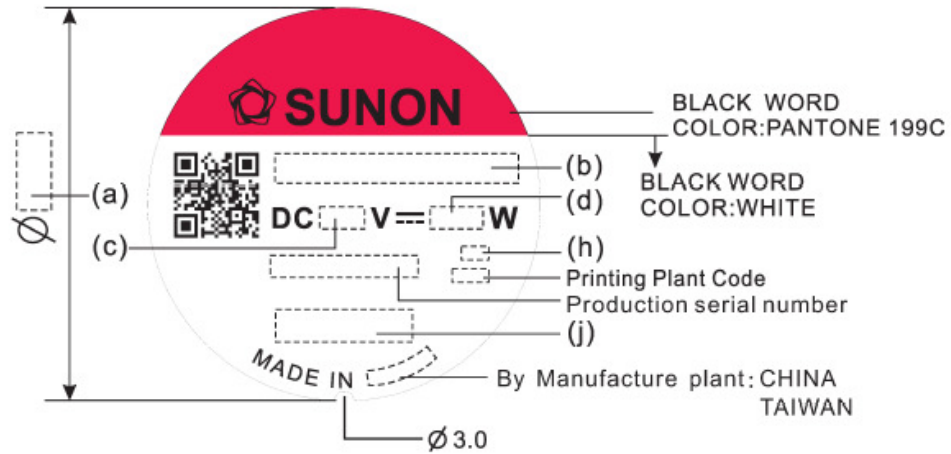 SUNON
BLACK WORD
COLOR:PANTONE 199C
(b)
BLACK WORD
COLOR:WHITE
(a)
Ø
DC V⎓ W
(d)
(c)
(h)
Printing Plant Code
Production serial number
(j)
MADE IN
By Manufacture plant: CHINA
TAIWAN
Ø3.0